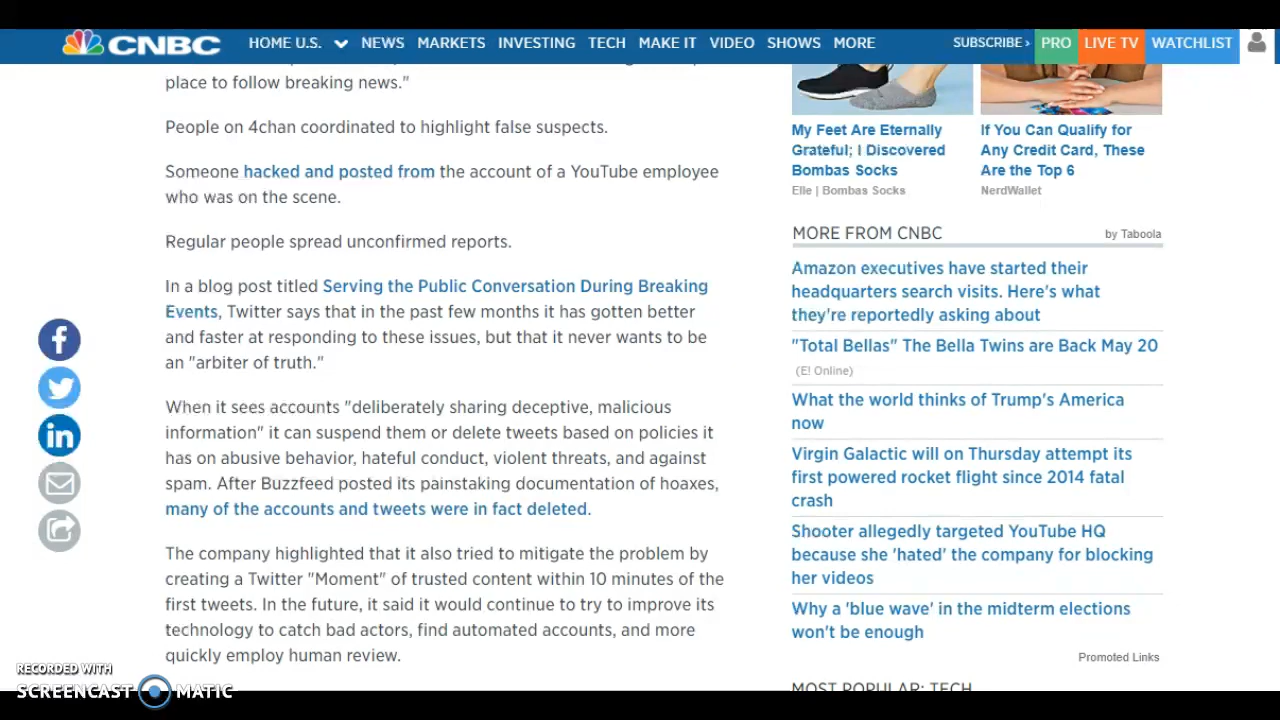 CNBC HOME U.S. NEWS MARKETS INVESTING TECH MAKE IT VIDEO SHOWS MORE SUBSCRIBE › PRO LIVE TV WATCHLIST
place to follow breaking news."
People on 4chan coordinated to highlight false suspects.
Someone hacked and posted from the account of a YouTube employee
who was on the scene.
Regular people spread unconfirmed reports.
In a blog post titled Serving the Public Conversation During Breaking
Events, Twitter says that in the past few months it has gotten better
and faster at responding to these issues, but that it never wants to be
an "arbiter of truth."
When it sees accounts "deliberately sharing deceptive, malicious
information" it can suspend them or delete tweets based on policies it
has on abusive behavior, hateful conduct, violent threats, and against
spam. After Buzzfeed posted its painstaking documentation of hoaxes,
many of the accounts and tweets were in fact deleted.
The company highlighted that it also tried to mitigate the problem by
creating a Twitter "Moment" of trusted content within 10 minutes of the
first tweets. In the future, it said it would continue to try to improve its
technology to catch bad actors, find automated accounts, and more
quickly employ human review.
My Feet Are Eternally
Grateful; I Discovered
Bombas Socks
Elle | Bombas Socks
If You Can Qualify for
Any Credit Card, These
Are the Top 6
NerdWallet
MORE FROM CNBC
by Taboola
Amazon executives have started their
headquarters search visits. Here's what
they're reportedly asking about
"Total Bellas" The Bella Twins are Back May 20
(E! Online)
What the world thinks of Trump's America
now
Virgin Galactic will on Thursday attempt its
first powered rocket flight since 2014 fatal
crash
Shooter allegedly targeted YouTube HQ
because she 'hated' the company for blocking
her videos
Why a 'blue wave' in the midterm elections
won't be enough
Promoted Links
MOST POPULAR: TECH
RECORDED WITH
SCREENCAST MATIC